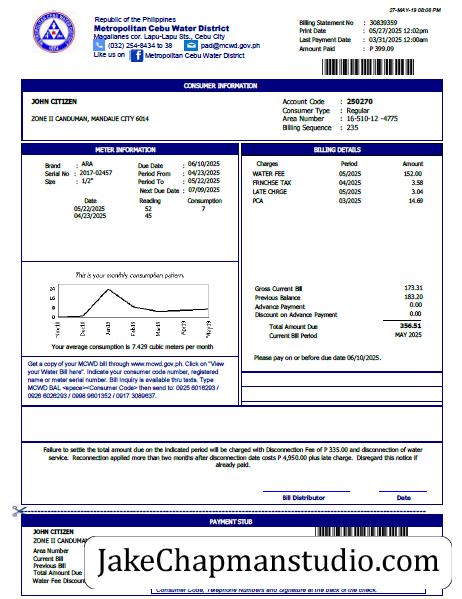 27-MAY-19 08:08 PM
Republic of the Philippines
Metropolitan Cebu Water District
Magallanes cor. Lapu-Lapu Sts., Cebu City
(032) 254-8434 to 38 pad@mcwd.gov.ph
Like us on f Metropolitan Cebu Water District
Billing Statement No : 30839359
Print Date : 05/27/2025 12:02pm
Last Payment Date : 03/31/2025 12:00am
Amount Paid : P 399.09
CONSUMER INFORMATION
JOHN CITIZEN
ZONE II CANDUMAN, MANDAUE CITY 6014
Account Code : 250270
Consumer Type : Regular
Area Number : 16-510-12 -4775
Billing Sequence : 235
METER INFORMATION
Brand : ARA
Serial No : 2017-02457
Size : 1/2"
Due Date : 06/10/2025
Period From : 04/23/2025
Period To : 05/22/2025
Next Due Date : 07/09/2025
Date Reading Consumption
05/22/2025 52 7
04/23/2025 45
BILLING DETAILS
Charges Period Amount
WATER FEE 05/2025 152.00
FRNCHSE TAX 04/2025 3.58
LATE CHRGE 05/2025 3.04
PCA 03/2025 14.69
This is your monthly consumption pattern.
24
16
8
0
Nov18 Dec18 Jan19 Feb19 Mar19 Apr19 May19
Your average consumption is 7.429 cubic meters per month
Gross Current Bill 173.31
Previous Balance 183.20
Advance Payment 0.00
Discount on Advance Payment 0.00
Total Amount Due 356.51
Current Bill Period MAY 2025
Please pay on or before due date 06/10/2025.
Get a copy of your MCWD bill through www.mcwd.gov.ph. Click on "View
your Water Bill here". Indicate your consumer code number, registered
name or meter serial number. Bill Inquiry is available thru texts. Type
MCWD BAL <space><Consumer Code> then send to: 0925 6016293 /
0926 6026293 / 0998 9601352 / 0917 3089637.
Failure to settle the total amount due on the indicated period will be charged with Disconnection Fee of P 335.00 and disconnection of water
service. Reconnection applied more than two months after disconnection date costs P 4,950.00 plus late charge. Disregard this notice if
already paid.
Bill Distributor Date
PAYMENT STUB
JOHN CITIZEN
ZONE II CANDUMAN
Area Number
Current Bill
Previous Bill
Total Amount Due
Water Fee Discount
JakeChapmanstudio.com
Consumer Code, Telephone Numbers and Signature at the back of the check.